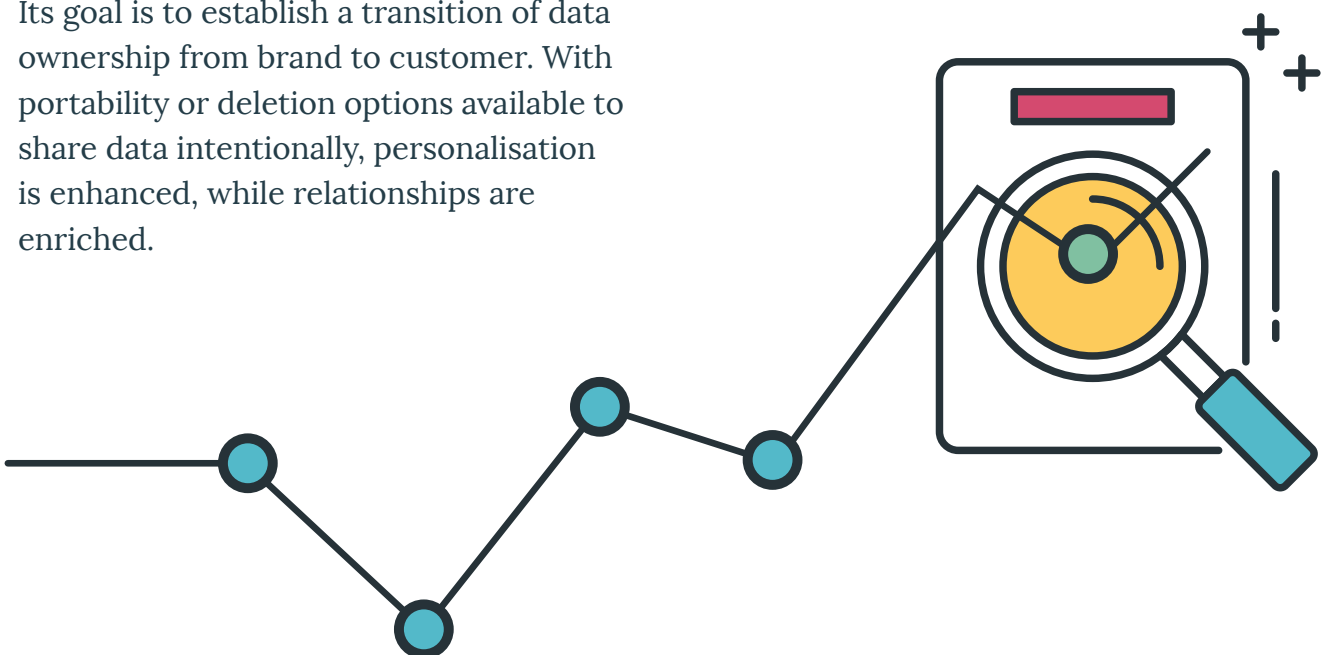 Its goal is to establish a transition of data
ownership from brand to customer. With
portability or deletion options available to
share data intentionally, personalisation
is enhanced, while relationships are
enriched.